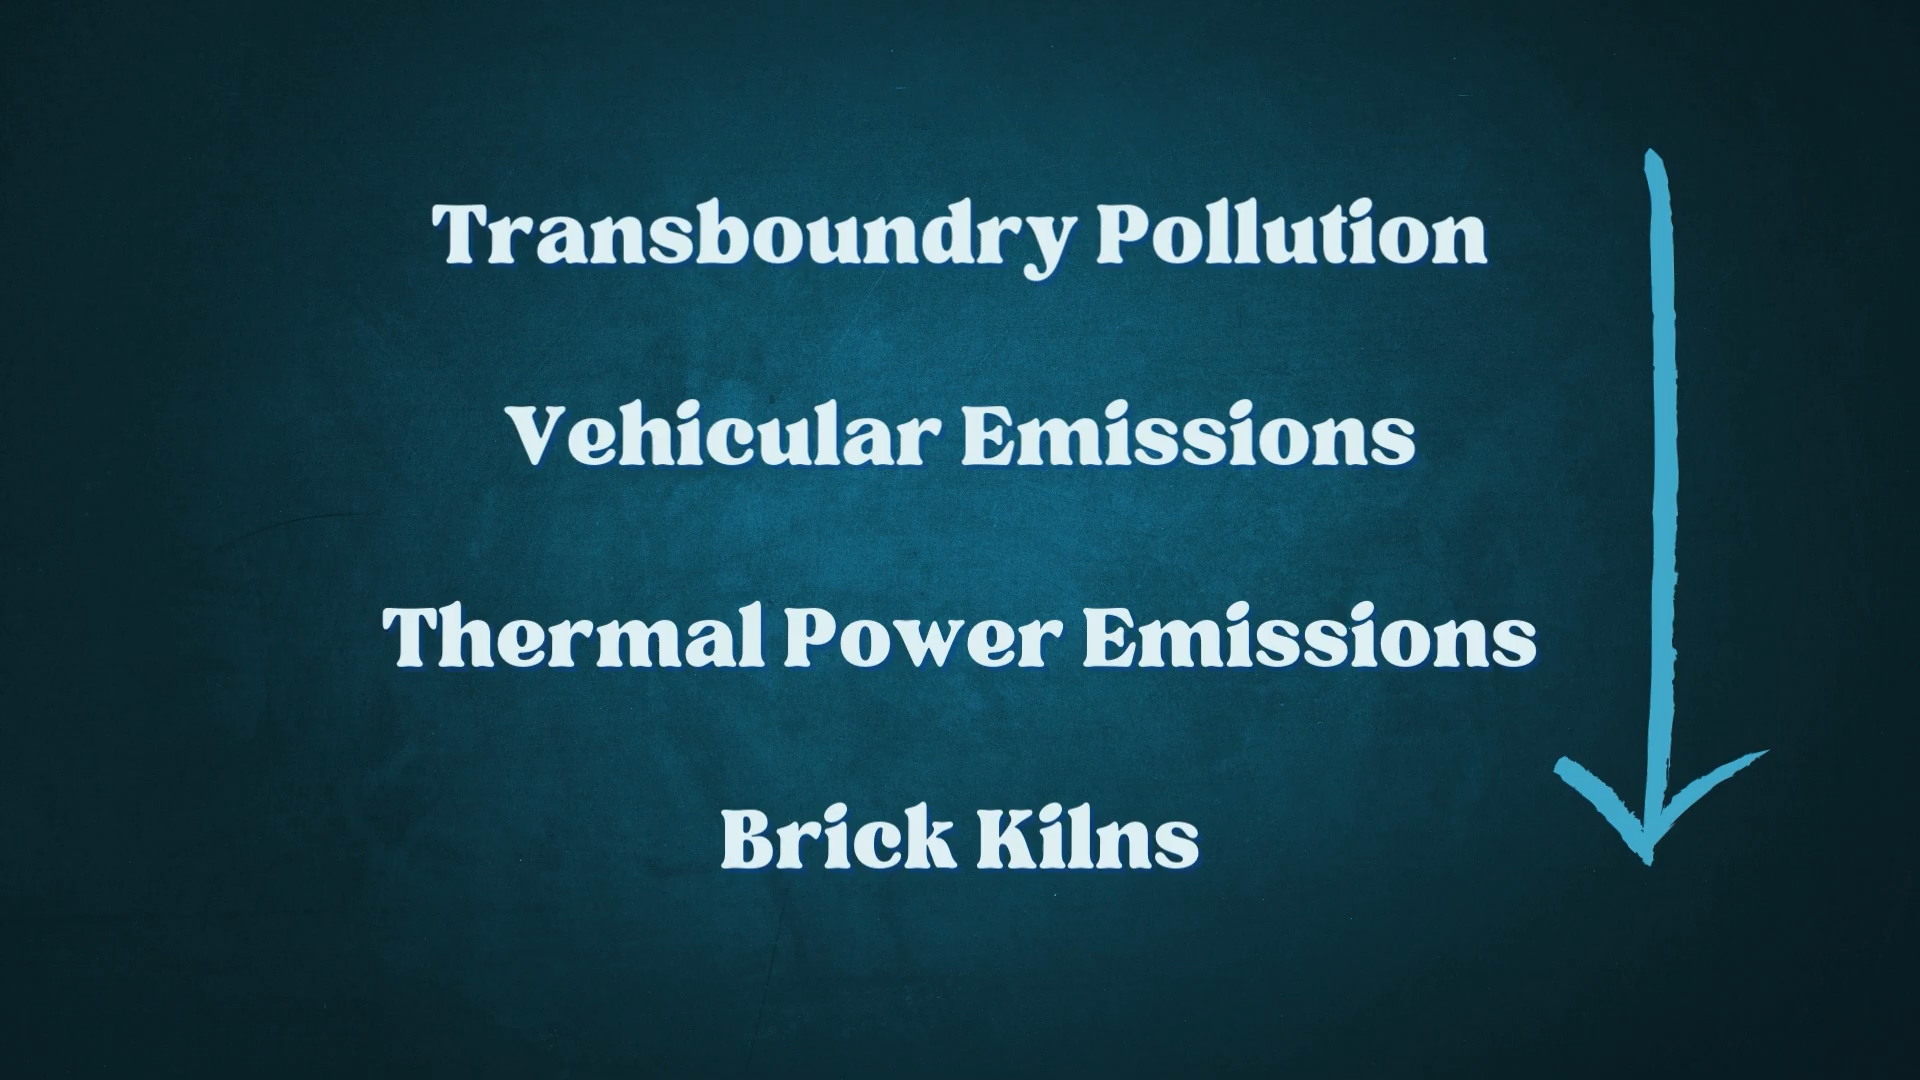 Transboundry Pollution
Vehicular Emissions
Thermal Power Emissions
Brick Kilns